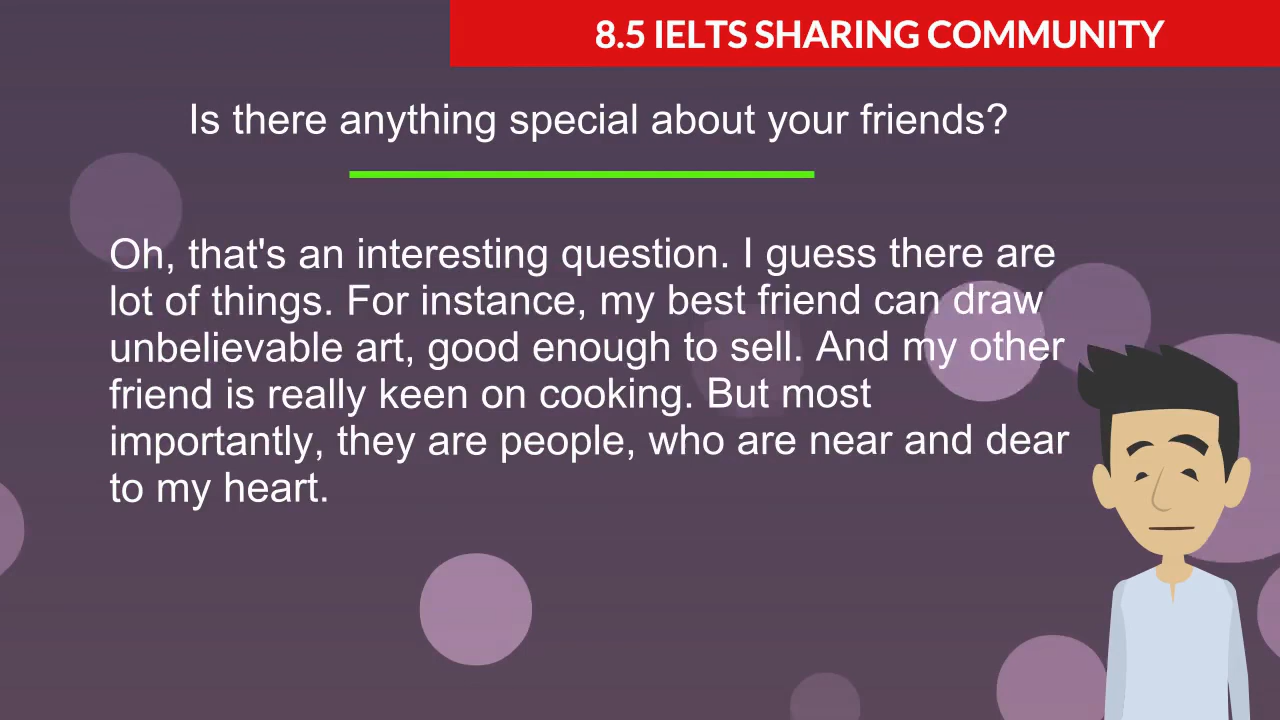 8.5 IELTS SHARING COMMUNITY
Is there anything special about your friends?
Oh, that's an interesting question. I guess there are
lot of things. For instance, my best friend can draw
unbelievable art, good enough to sell. And my other
friend is really keen on cooking. But most
importantly, they are people, who are near and dear
to my heart.